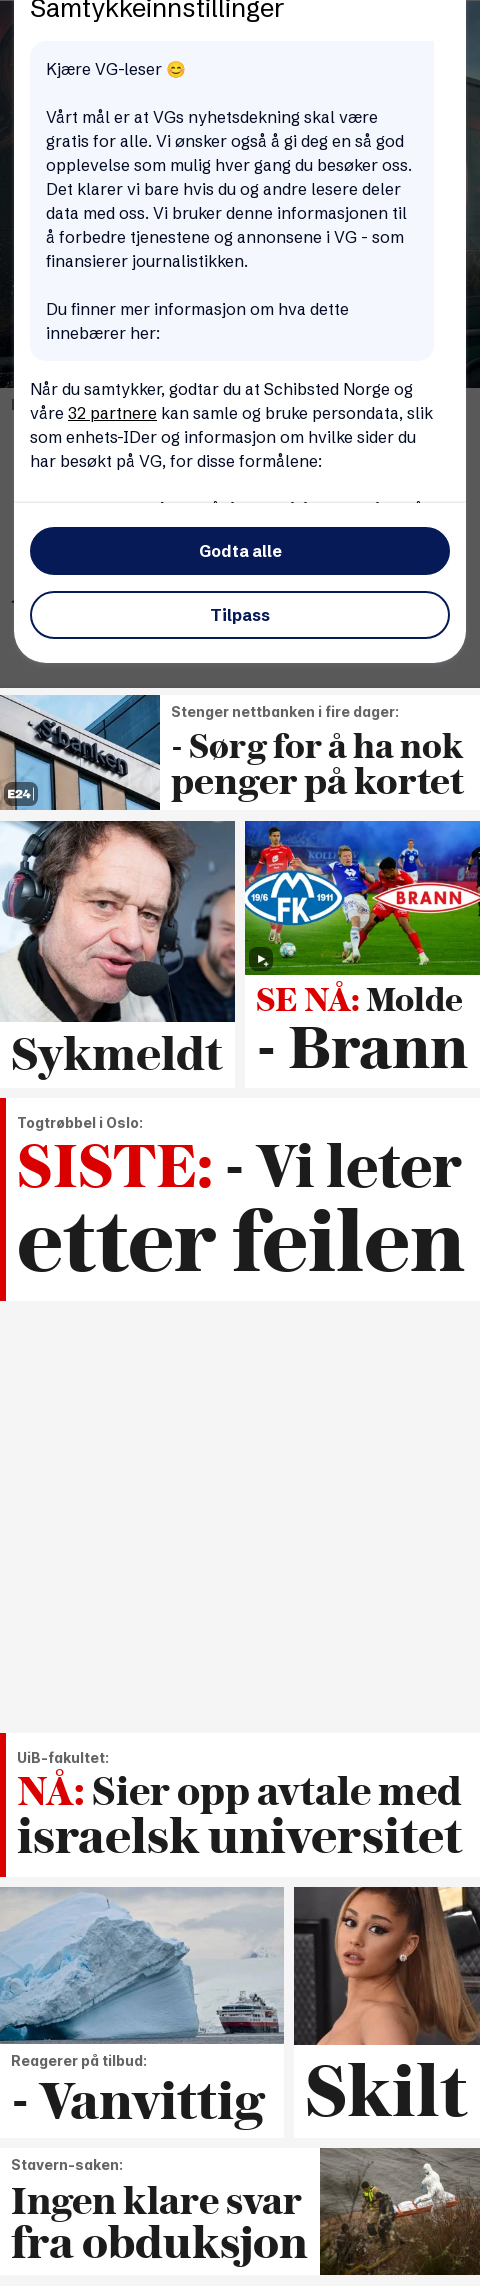 Samtykkeinnstillinger
Kjære VG-leser 😊
Vårt mål er at VGs nyhetsdekning skal være
gratis for alle. Vi ønsker også å gi deg en så god
opplevelse som mulig hver gang du besøker oss.
Det klarer vi bare hvis du og andre lesere deler
data med oss. Vi bruker denne informasjonen til
å forbedre tjenestene og annonsene i VG - som
finansierer journalistikken.
Du finner mer informasjon om hva dette
innebærer her:
Når du samtykker, godtar du at Schibsted Norge og
våre 32 partnere kan samle og bruke persondata, slik
som enhets-IDer og informasjon om hvilke sider du
har besøkt på VG, for disse formålene:
Godta alle
Tilpass
S-banken
E24
Stenger nettbanken i fire dager:
- Sørg for å ha nok
penger på kortet
Sykmeldt
19/6 MFK 1911
BRANN
SE NÅ: Molde
- Brann
Togtrøbbel i Oslo:
SISTE: - Vi leter
etter feilen
UiB-fakultet:
NÅ: Sier opp avtale med
israelsk universitet
Reagerer på tilbud:
- Vanvittig
Skilt
Stavern-saken:
Ingen klare svar
fra obduksjon